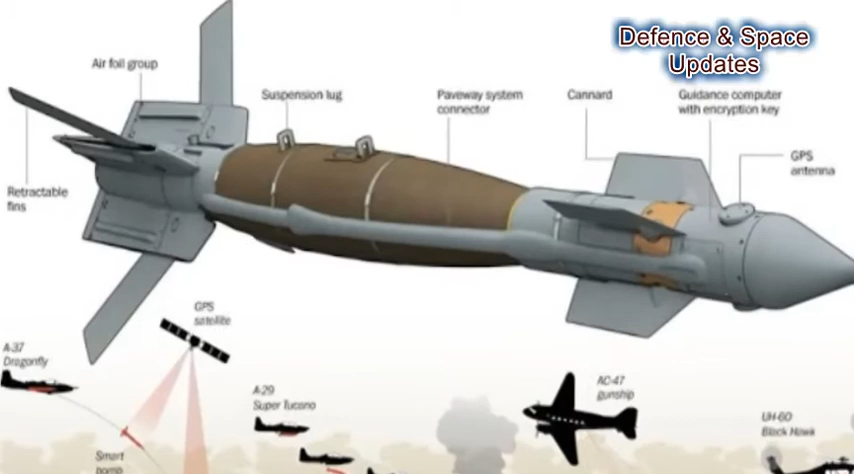 Defence & Space
Updates
Air foil group
Suspension lug
Paveway system
connector
Cannard
Guidance computer
with encryption key
GPS
antenna
Retractable
fins
GPS
satellite
A-37
Dragonfly
A-29
Super Tucano
AC-47
gunship
UH-60
Black Hawk
Smart
bomb